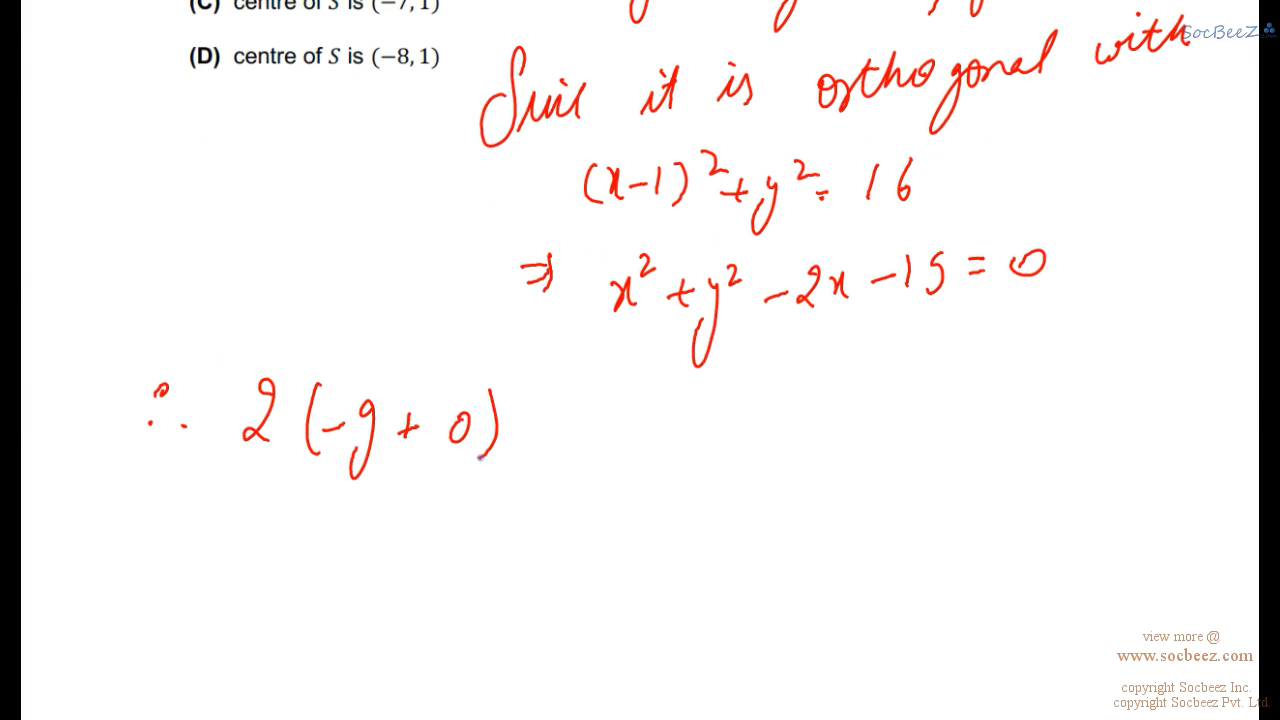 (C) centre of S is (−7, 1)
SocBeeZ
(D) centre of S is (−8, 1)
it is orthogonal with
(x-1)² + y² = 16
⇒ x² + y² - 2x - 15 = 0
∴ 2(-g + 0)
view more @
www.socbeez.com
copyright Socbeez Inc.
copyright Socbeez Pvt. Ltd.